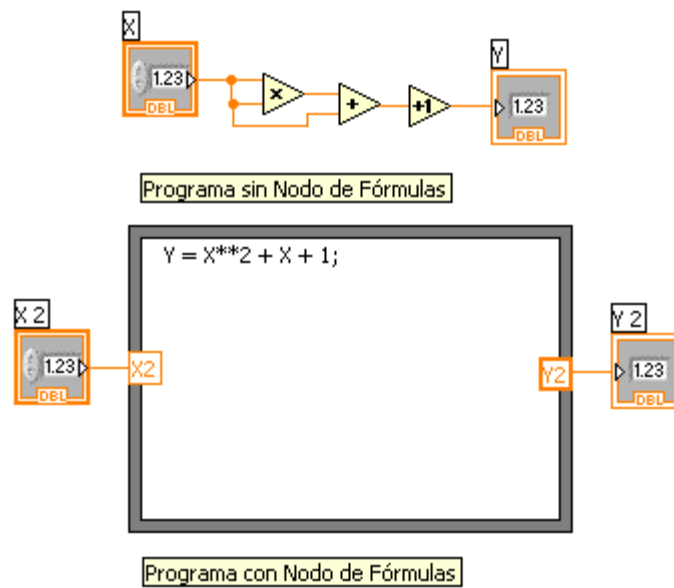 X
1.23
DBL
×
+
+1
Y
1.23
DBL
Programa sin Nodo de Fórmulas
Y = X**2 + X + 1;
X 2
1.23
DBL
X2
Y2
Y 2
1.23
DBL
Programa con Nodo de Fórmulas